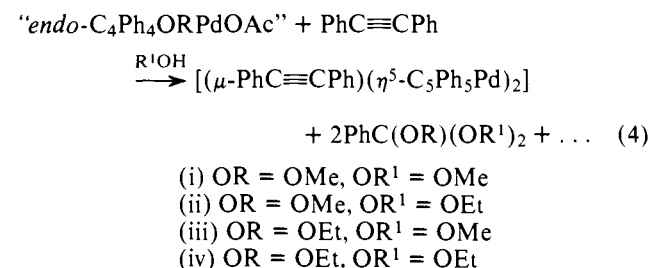 "endo-C₄Ph₄ORPdOAc" + PhC≡CPh
R¹OH
⟶ [(μ-PhC≡CPh)(η⁵-C₅Ph₅Pd)₂]
+ 2PhC(OR)(OR¹)₂ + . . . (4)
(i) OR = OMe, OR¹ = OMe
(ii) OR = OMe, OR¹ = OEt
(iii) OR = OEt, OR¹ = OMe
(iv) OR = OEt, OR¹ = OEt